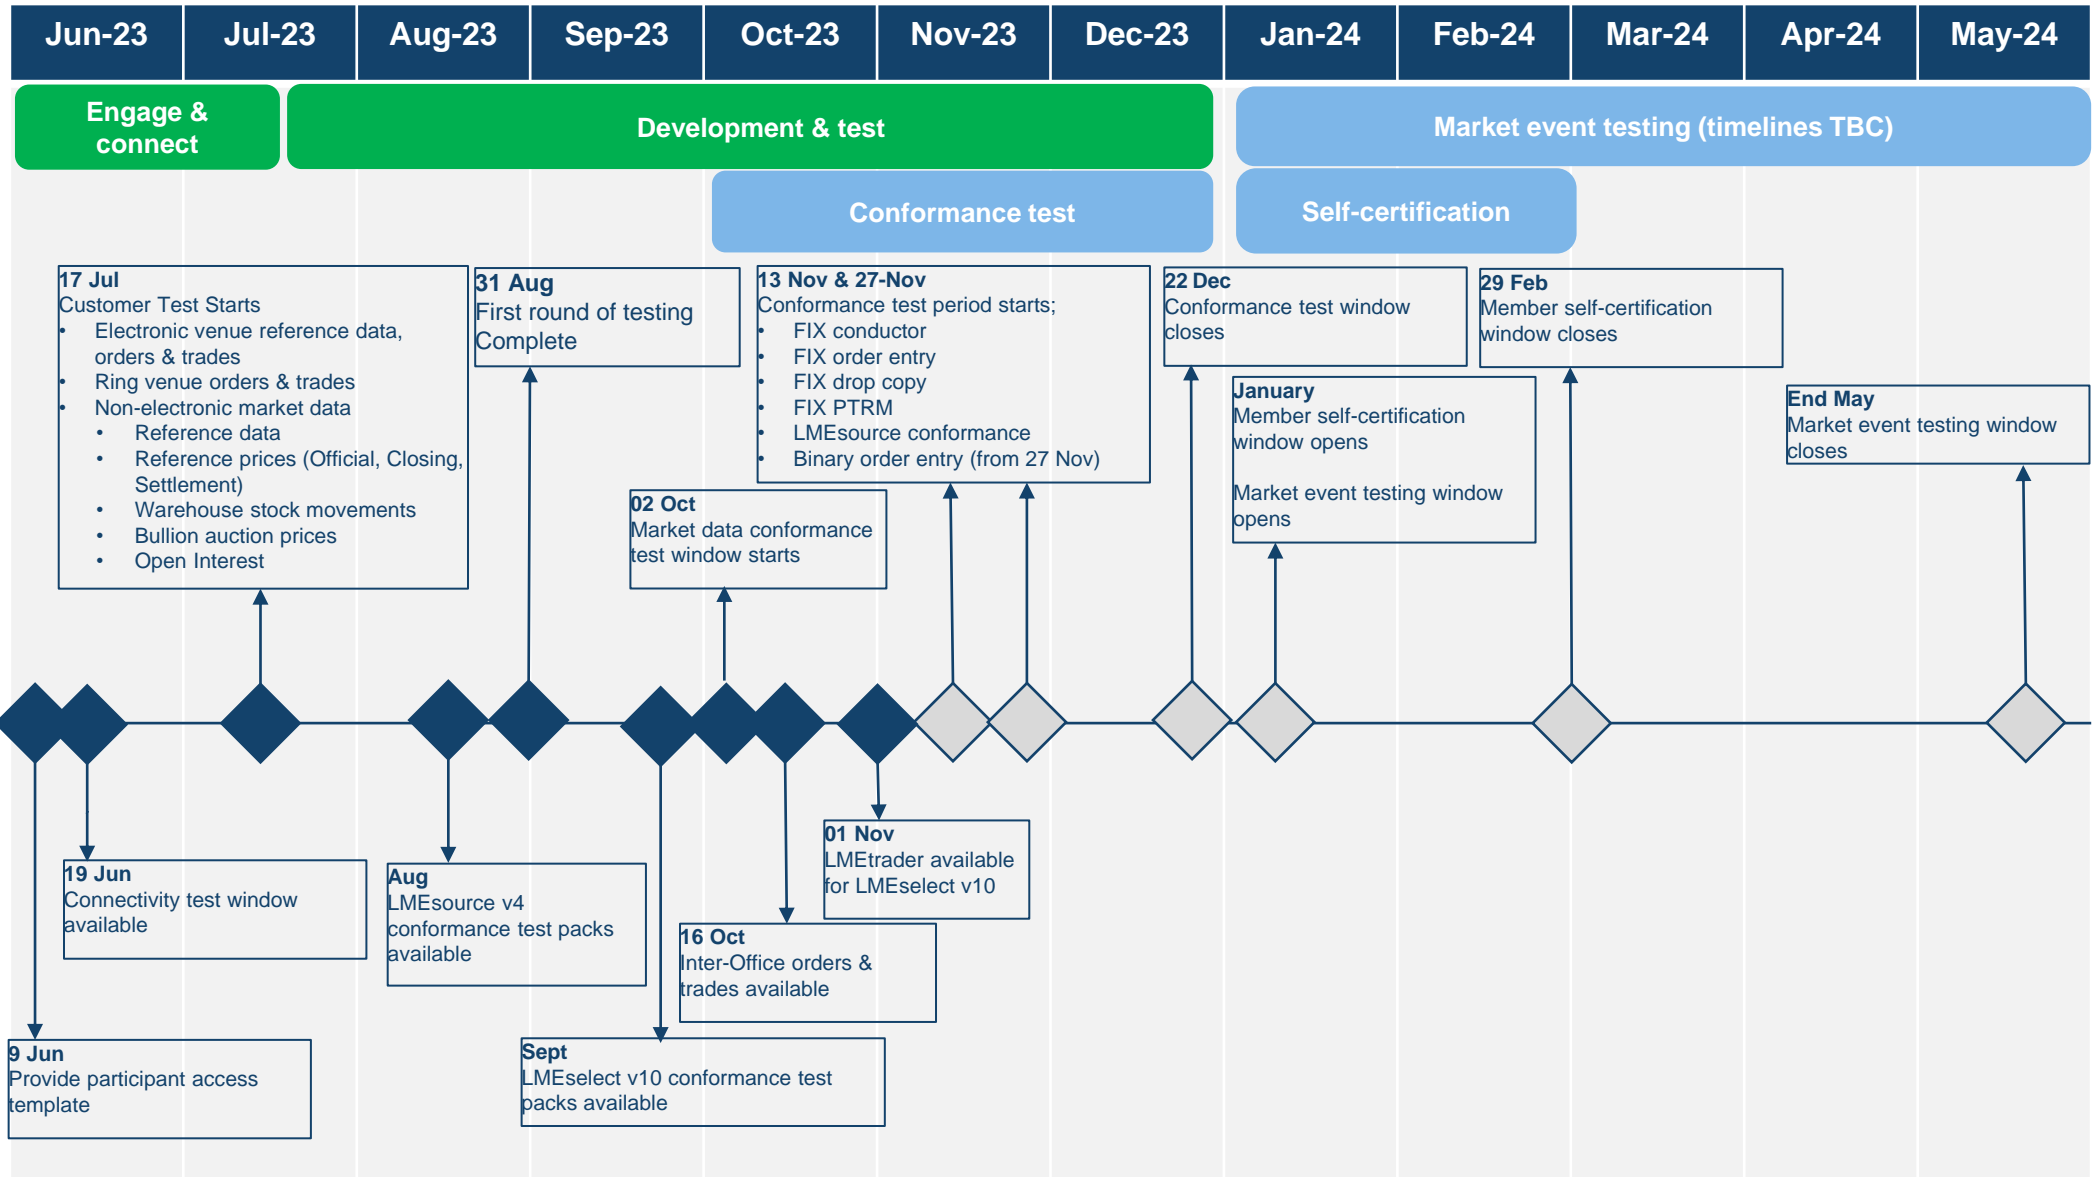 Jun-23
Jul-23
Aug-23
Sep-23
Oct-23
Nov-23
Dec-23
Jan-24
Feb-24
Mar-24
Apr-24
May-24
Engage &
connect
Development & test
Market event testing (timelines TBC)
Conformance test
Self-certification
17 Jul
Customer Test Starts
• Electronic venue reference data,
orders & trades
• Ring venue orders & trades
• Non-electronic market data
• Reference data
• Reference prices (Official, Closing,
Settlement)
• Warehouse stock movements
• Bullion auction prices
• Open Interest
31 Aug
First round of testing
Complete
02 Oct
Market data conformance
test window starts
13 Nov & 27-Nov
Conformance test period starts;
• FIX conductor
• FIX order entry
• FIX drop copy
• FIX PTRM
• LMEsource conformance
• Binary order entry (from 27 Nov)
22 Dec
Conformance test window
closes
January
Member self-certification
window opens
Market event testing window
opens
29 Feb
Member self-certification
window closes
End May
Market event testing window
closes
9 Jun
Provide participant access
template
19 Jun
Connectivity test window
available
Aug
LMEsource v4
conformance test packs
available
Sept
LMEselect v10 conformance test
packs available
16 Oct
Inter-Office orders &
trades available
01 Nov
LMEtrader available
for LMEselect v10